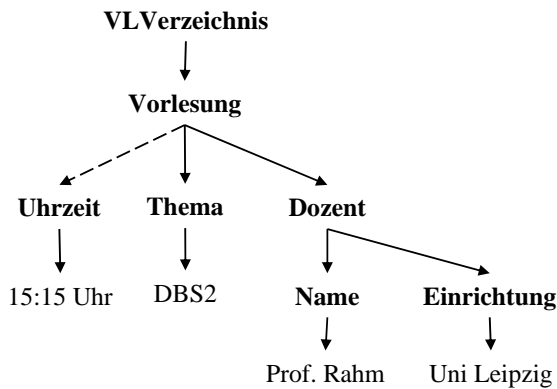 VLVerzeichnis
Vorlesung
Uhrzeit Thema Dozent
15:15 Uhr DBS2 Name Einrichtung
Prof. Rahm Uni Leipzig